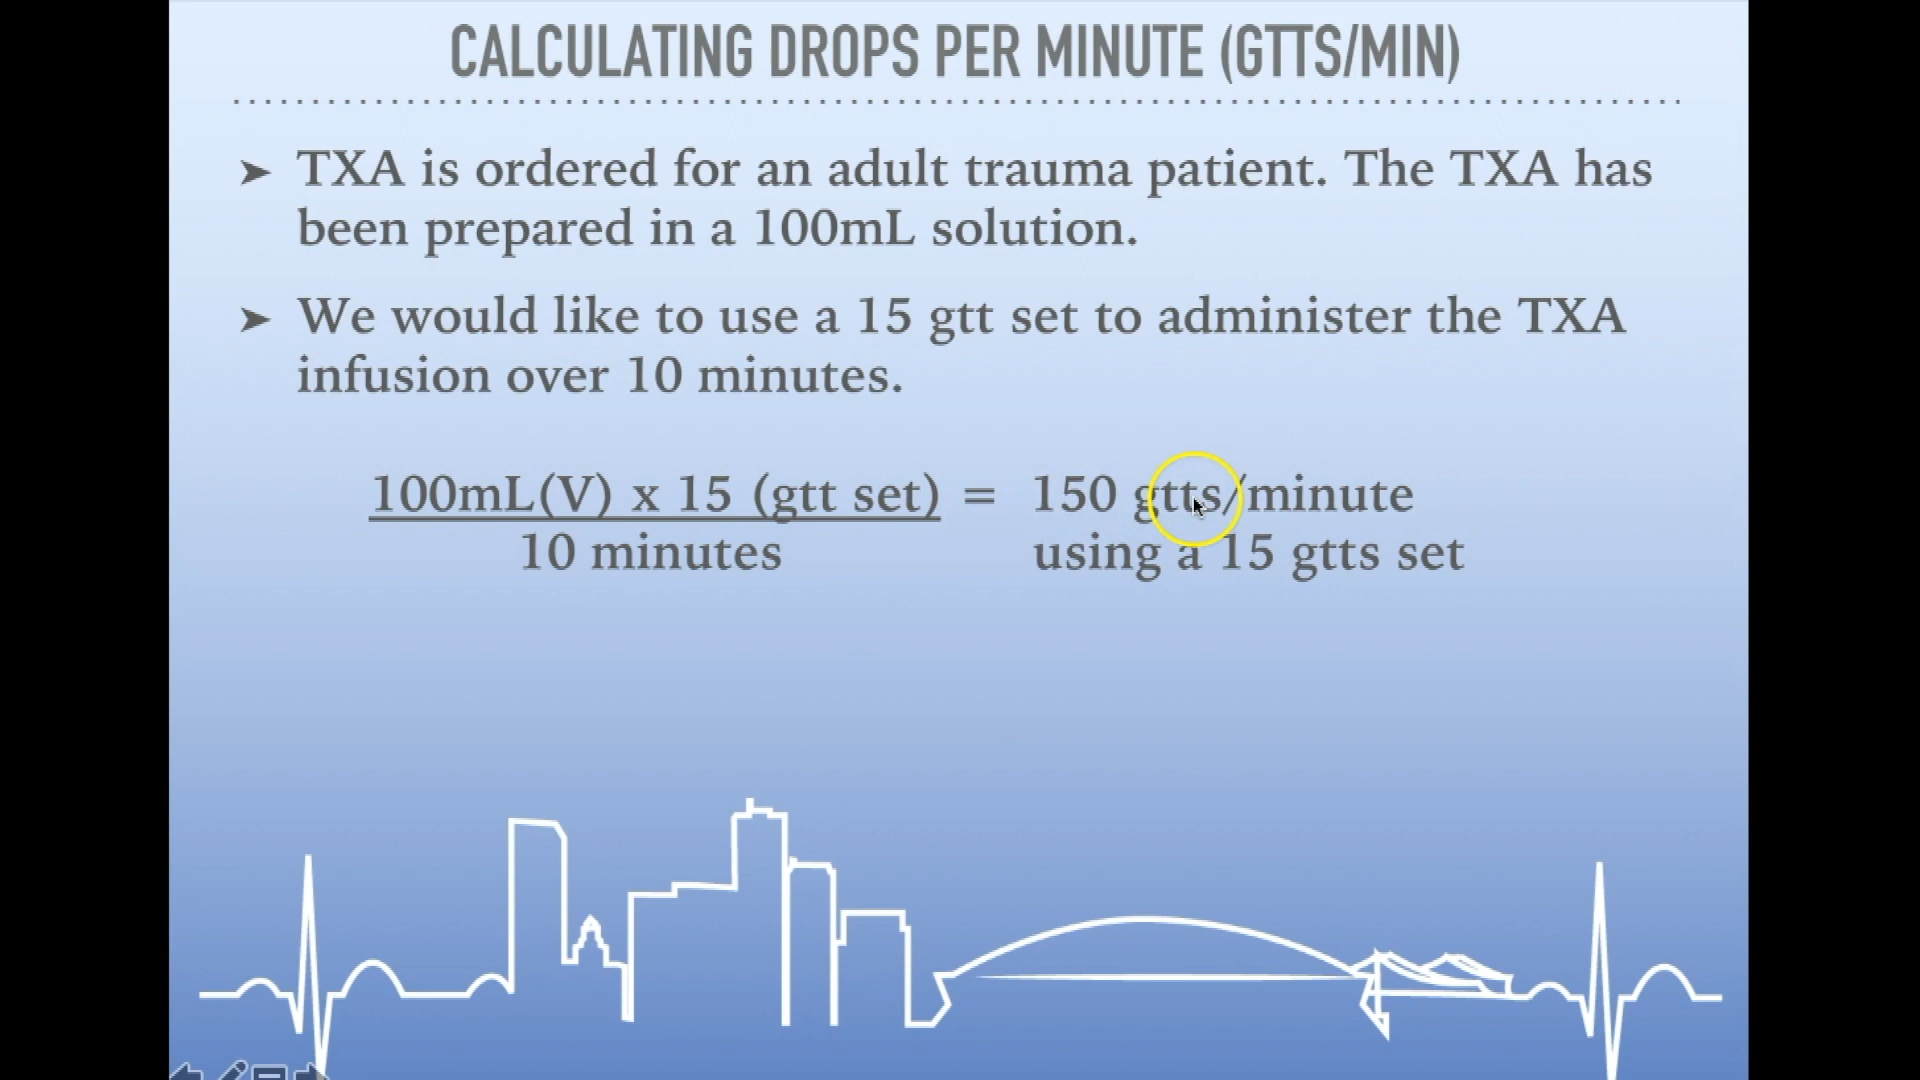 CALCULATING DROPS PER MINUTE (GTTS/MIN)
➤ TXA is ordered for an adult trauma patient. The TXA has
been prepared in a 100mL solution.
➤ We would like to use a 15 gtt set to administer the TXA
infusion over 10 minutes.
100mL(V) x 15 (gtt set) = 150 gtts/minute
10 minutes using a 15 gtts set